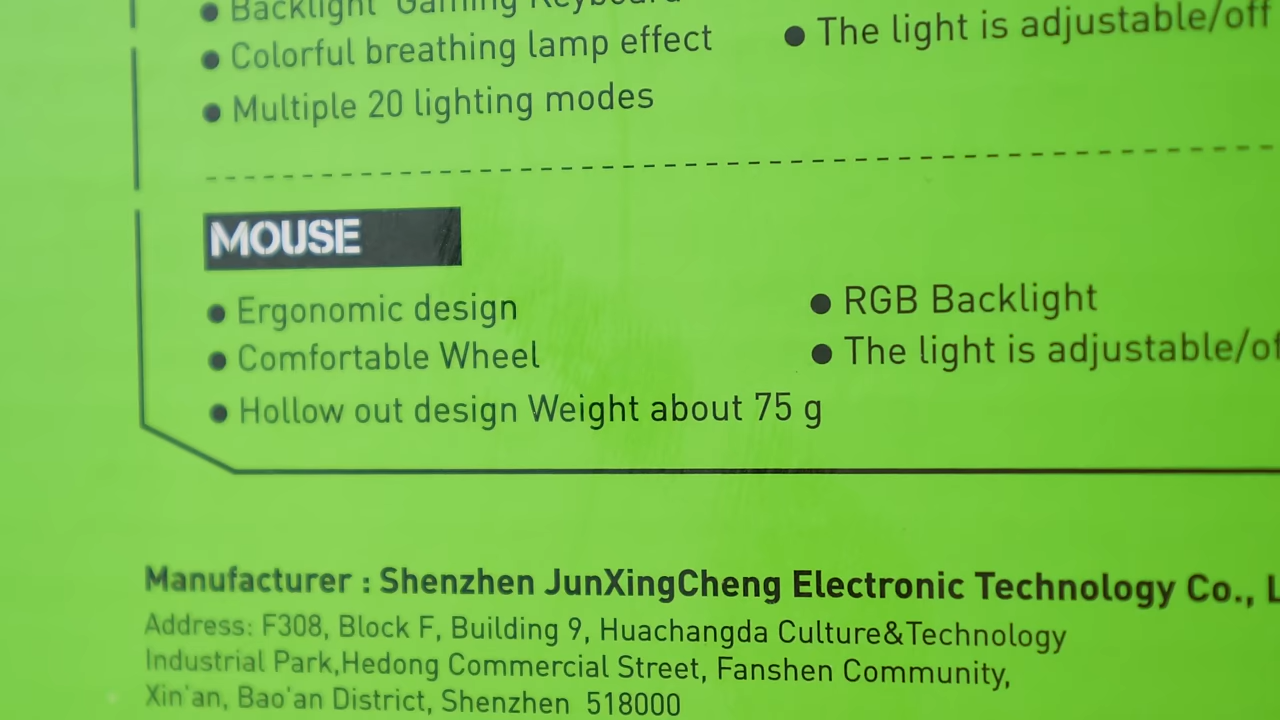 Backlight Gaming Keyboard
Colorful breathing lamp effect
● The light is adjustable/off
● Multiple 20 lighting modes
MOUSE
● Ergonomic design
● RGB Backlight
● Comfortable Wheel
● The light is adjustable/of
● Hollow out design Weight about 75 g
Manufacturer : Shenzhen JunXingCheng Electronic Technology Co., L
Address: F308, Block F, Building 9, Huachangda Culture&Technology
Industrial Park,Hedong Commercial Street, Fanshen Community,
Xin'an, Bao'an District, Shenzhen 518000